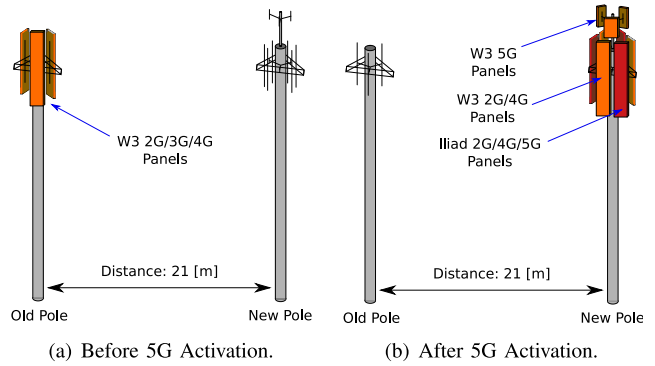 W3 2G/3G/4G
Panels
Distance: 21 [m]
Old Pole
New Pole
(a) Before 5G Activation.
W3 5G
Panels
W3 2G/4G
Panels
Iliad 2G/4G/5G
Panels
Distance: 21 [m]
Old Pole
New Pole
(b) After 5G Activation.